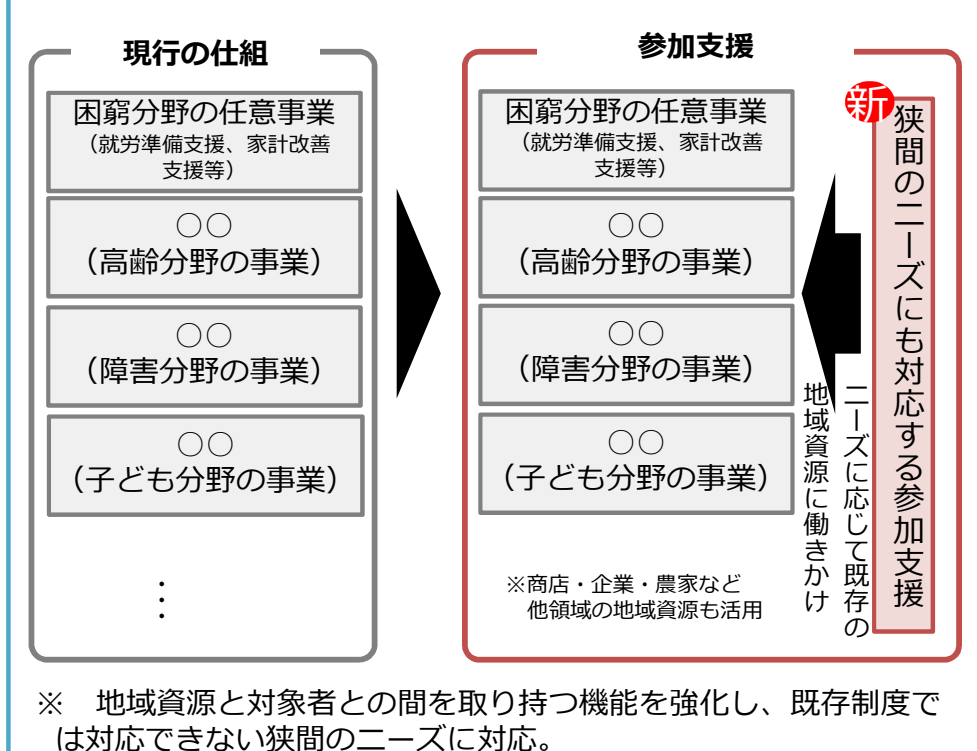 現行の仕組
困窮分野の任意事業
（就労準備支援、家計改善
支援等）
○○
（高齢分野の事業）
○○
（障害分野の事業）
○○
（子ども分野の事業）
⋮
参加支援
困窮分野の任意事業
（就労準備支援、家計改善
支援等）
○○
（高齢分野の事業）
○○
（障害分野の事業）
○○
（子ども分野の事業）
※商店・企業・農家など
他領域の地域資源も活用
新
狭間のニーズにも対応する参加支援
ニーズに応じて既存の
地域資源に働きかけ
※　地域資源と対象者との間を取り持つ機能を強化し、既存制度で
は対応できない狭間のニーズに対応。